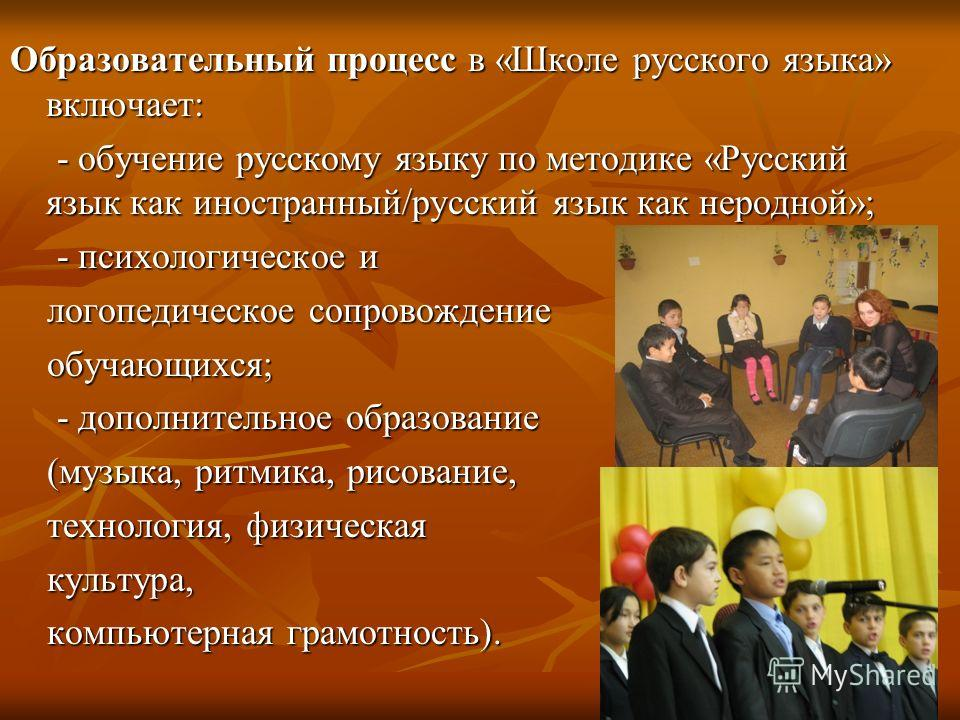 Образовательный процесс в «Школе русского языка»
включает:
- обучение русскому языку по методике «Русский
язык как иностранный/русский язык как неродной»;
- психологическое и
логопедическое сопровождение
обучающихся;
- дополнительное образование
(музыка, ритмика, рисование,
технология, физическая
культура,
компьютерная грамотность).
MyShared